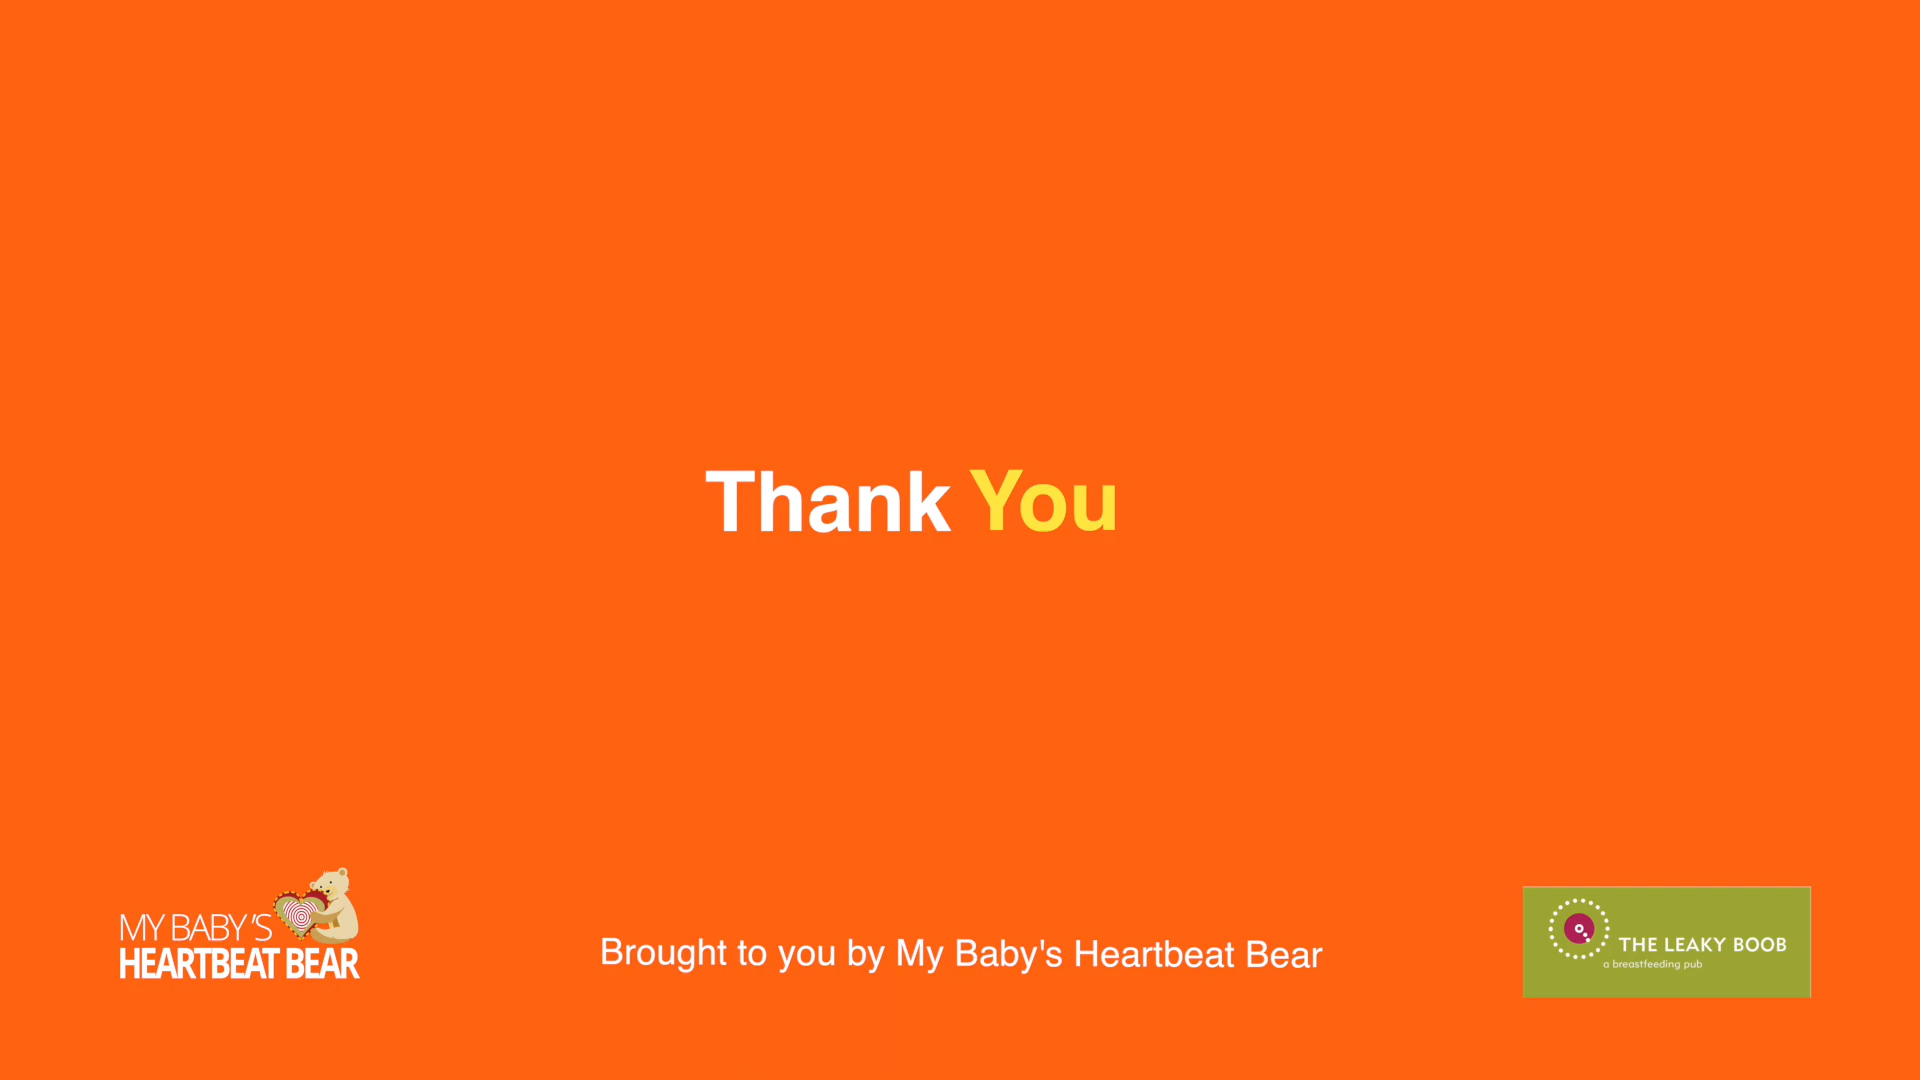 Thank You
MY BABY'S
HEARTBEAT BEAR
Brought to you by My Baby's Heartbeat Bear
THE LEAKY BOOB
a breastfeeding pub